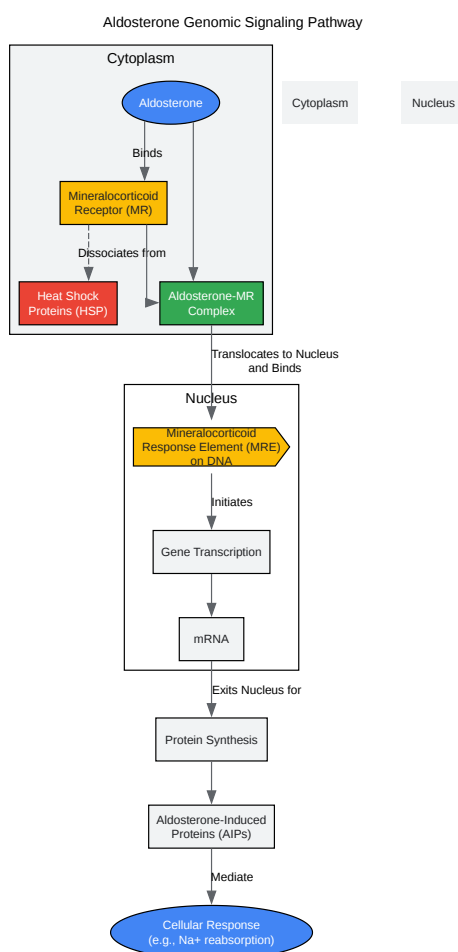 Aldosterone Genomic Signaling Pathway
Cytoplasm
Aldosterone
Cytoplasm
Nucleus
Binds
Mineralocorticoid
Receptor (MR)
Dissociates from
Heat Shock
Proteins (HSP)
Aldosterone-MR
Complex
Translocates to Nucleus
and Binds
Nucleus
Mineralocorticoid
Response Element (MRE)
on DNA
Initiates
Gene Transcription
mRNA
Exits Nucleus for
Protein Synthesis
Aldosterone-Induced
Proteins (AIPs)
Mediate
Cellular Response
(e.g., Na+ reabsorption)